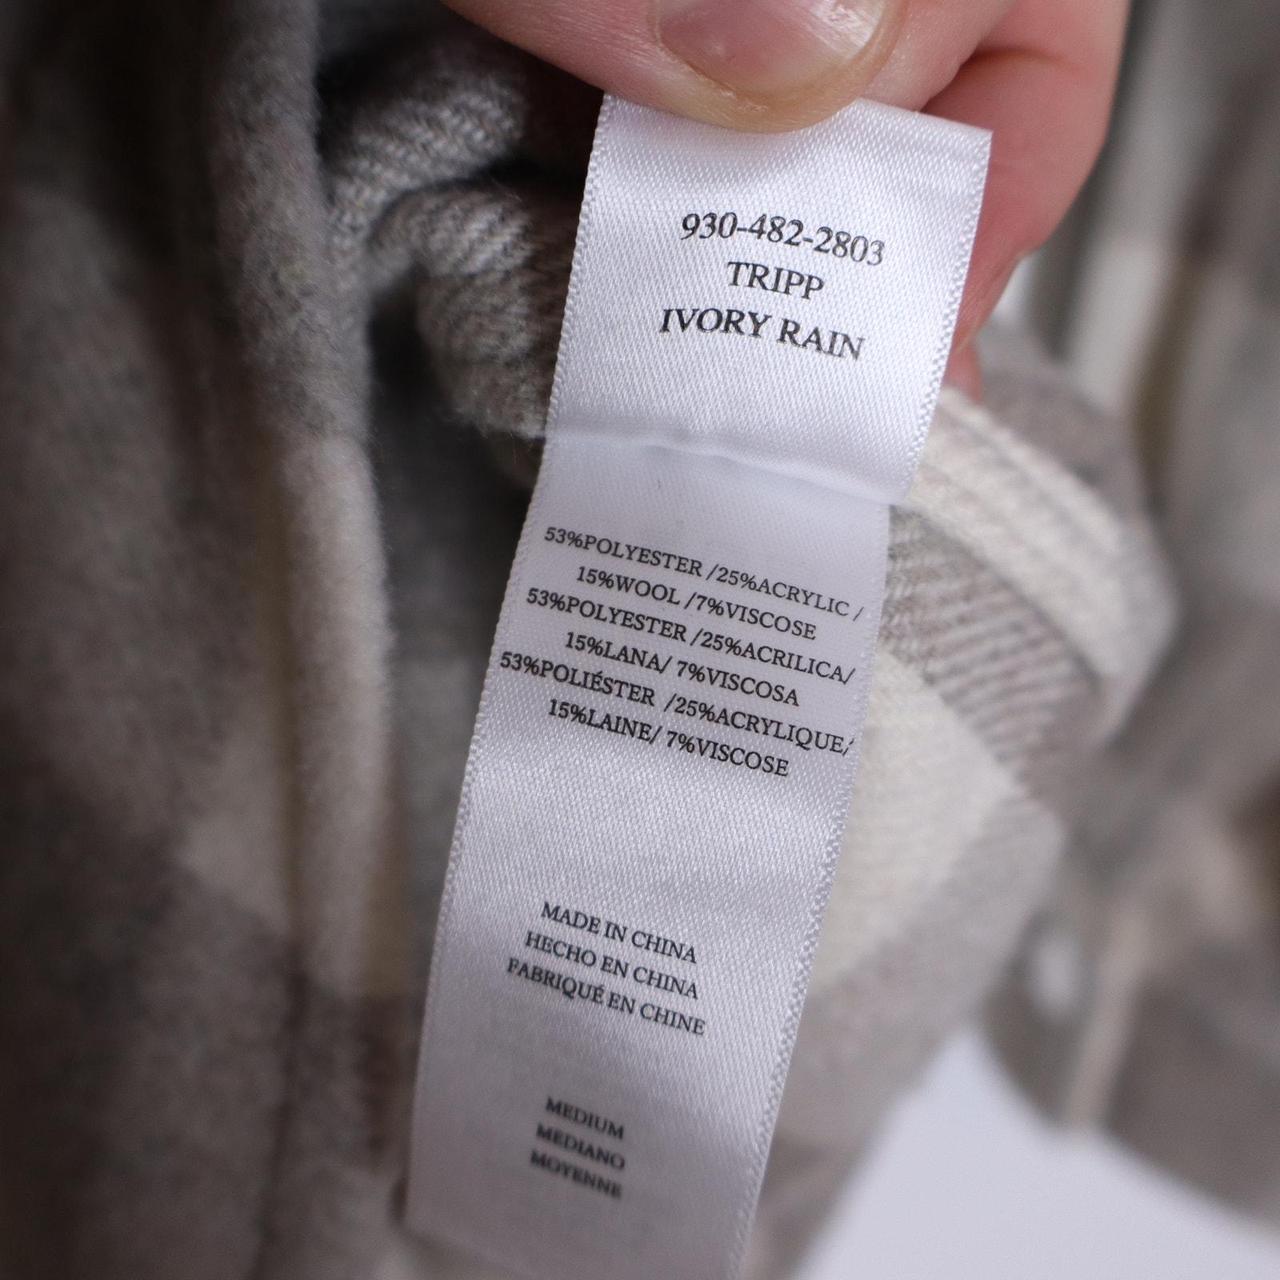 930-482-2803
TRIPP
IVORY RAIN
53%POLYESTER /25%ACRYLIC /
15%WOOL /7%VISCOSE
53%POLYESTER /25%ACRILICA/
15%LANA/ 7%VISCOSA
53%POLIÉSTER /25%ACRYLIQUE/
15%LAINE/ 7%VISCOSE
MADE IN CHINA
HECHO EN CHINA
FABRIQUÉ EN CHINE
MEDIUM
MEDIANO
MOYENNE